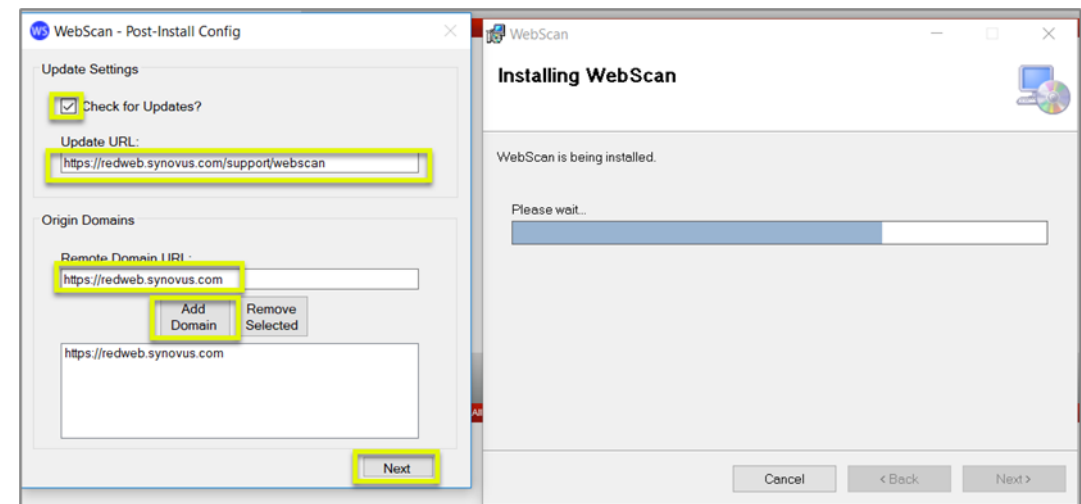 WS WebScan - Post-Install Config
Update Settings
Check for Updates?
Update URL:
https://redweb.synovus.com/support/webscan
Origin Domains
Remote Domain URL:
https://redweb.synovus.com
Add
Domain
Remove
Selected
https://redweb.synovus.com
Next
WebScan
Installing WebScan
WebScan is being installed.
Please wait...
All
Cancel
< Back
Next >